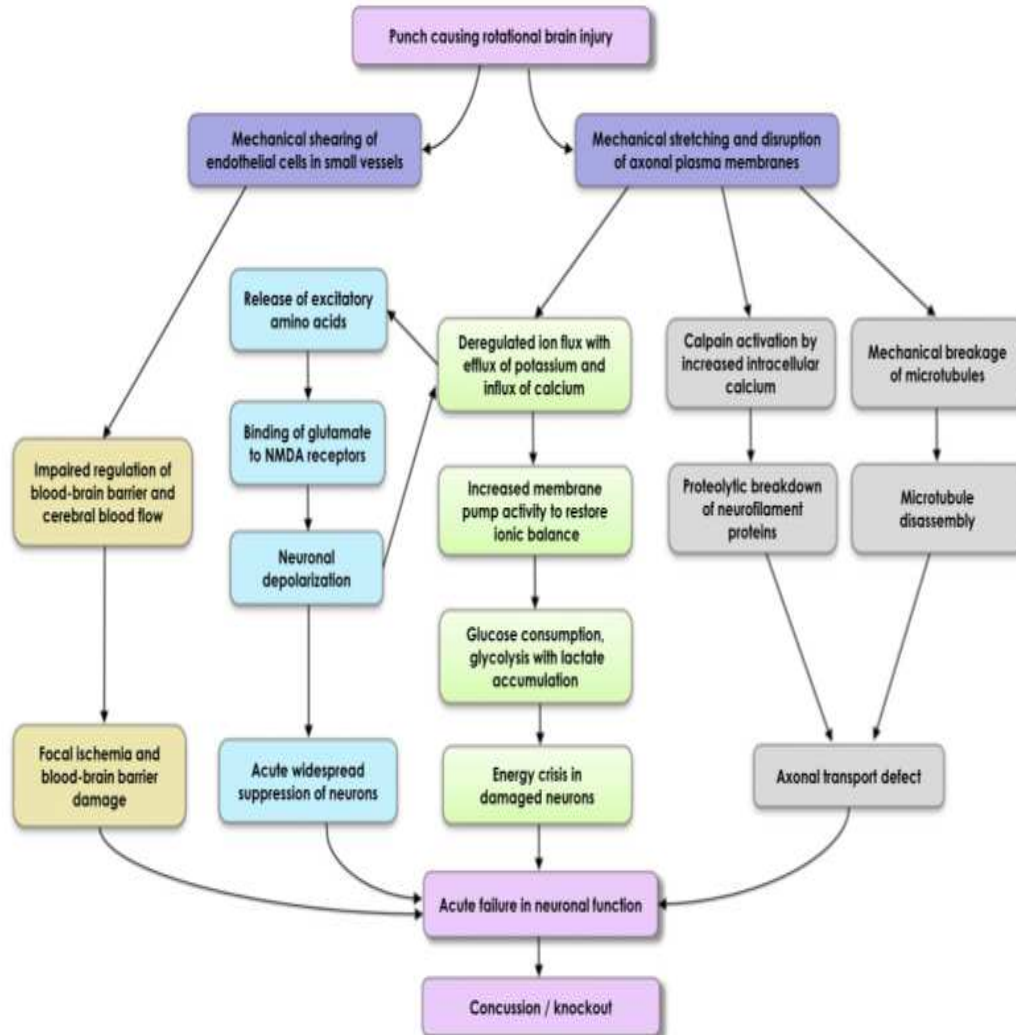 Punch causing rotational brain injury
Mechanical shearing of
endothelial cells in small vessels
Mechanical stretching and disruption
of axonal plasma membranes
Release of excitatory
amino acids
Deregulated ion flux with
efflux of potassium and
influx of calcium
Calpain activation by
increased intracellular
calcium
Mechanical breakage
of microtubules
Binding of glutamate
to NMDA receptors
Impaired regulation of
blood-brain barrier and
cerebral blood flow
Increased membrane
pump activity to restore
ionic balance
Proteolytic breakdown
of neurofilament
proteins
Microtubule
disassembly
Neuronal
depolarization
Glucose consumption,
glycolysis with lactate
accumulation
Focal ischemia and
blood-brain barrier
damage
Acute widespread
suppression of neurons
Energy crisis in
damaged neurons
Axonal transport defect
Acute failure in neuronal function
Concussion / knockout